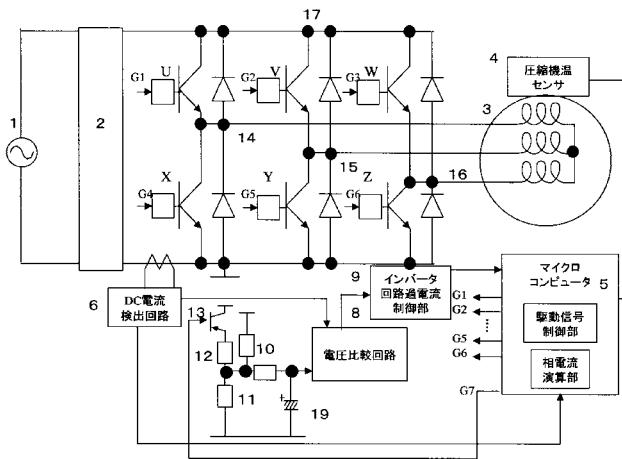 17
U
V
W
G1
G2
G3
4
圧縮機温
センサ
3
1
2
14
15
16
X
Y
Z
G4
G5
G6
6
DC電流
検出回路
13
12
10
11
19
9
インバータ
回路過電流
制御部
8
電圧比較回路
マイクロ
コンピュータ
5
G1
G2
G5
G6
G7
駆動信号
制御部
相電流
演算部